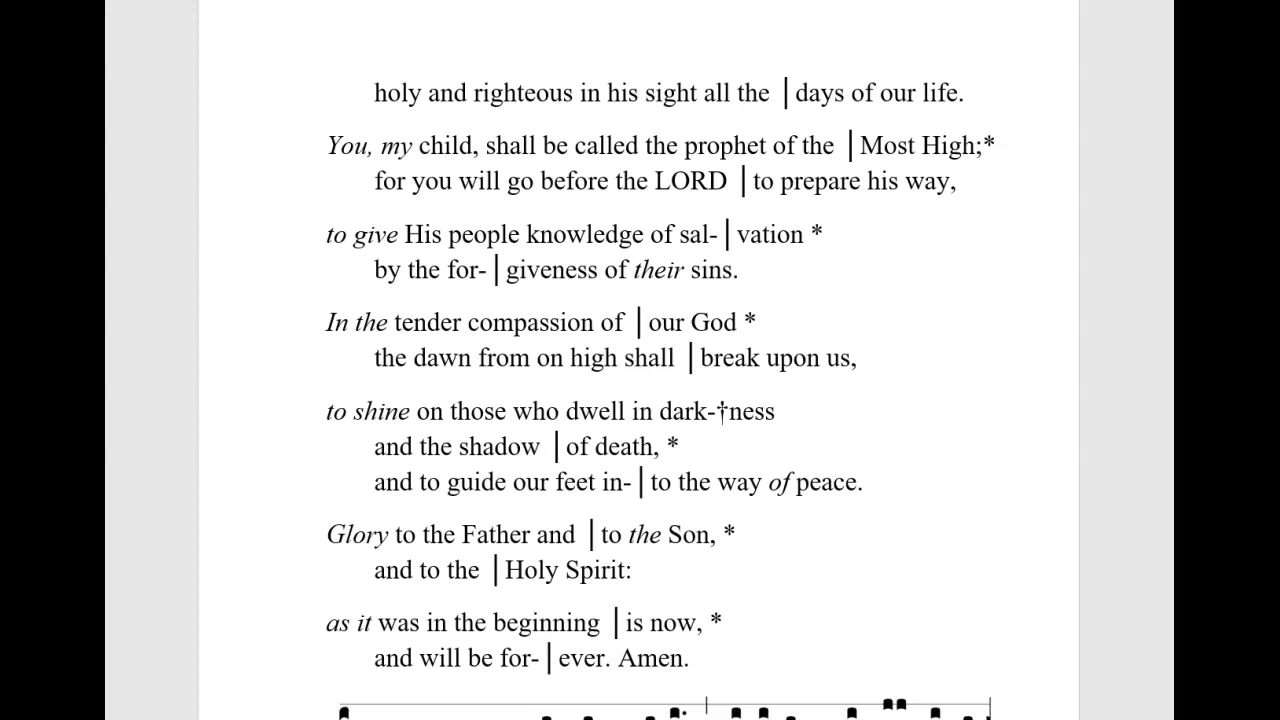 holy and righteous in his sight all the |days of our life.
You, my child, shall be called the prophet of the |Most High;*
for you will go before the LORD |to prepare his way,
to give His people knowledge of sal-|vation *
by the for-|giveness of their sins.
In the tender compassion of |our God *
the dawn from on high shall |break upon us,
to shine on those who dwell in dark-†ness
and the shadow |of death, *
and to guide our feet in-|to the way of peace.
Glory to the Father and |to the Son, *
and to the |Holy Spirit:
as it was in the beginning |is now, *
and will be for-|ever. Amen.